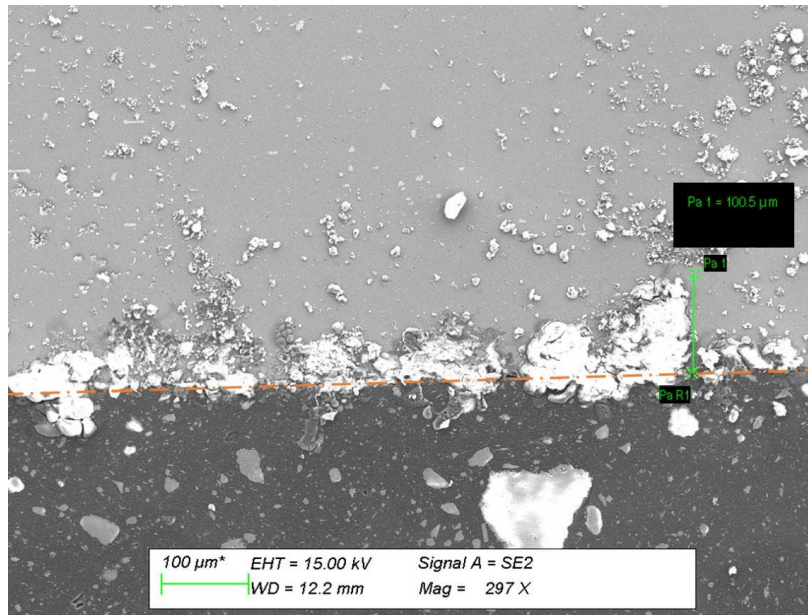 Pa 1 = 100.5 µm
Pa 1
Pa R1
100 µm* EHT = 15.00 kV Signal A = SE2
WD = 12.2 mm Mag = 297 X